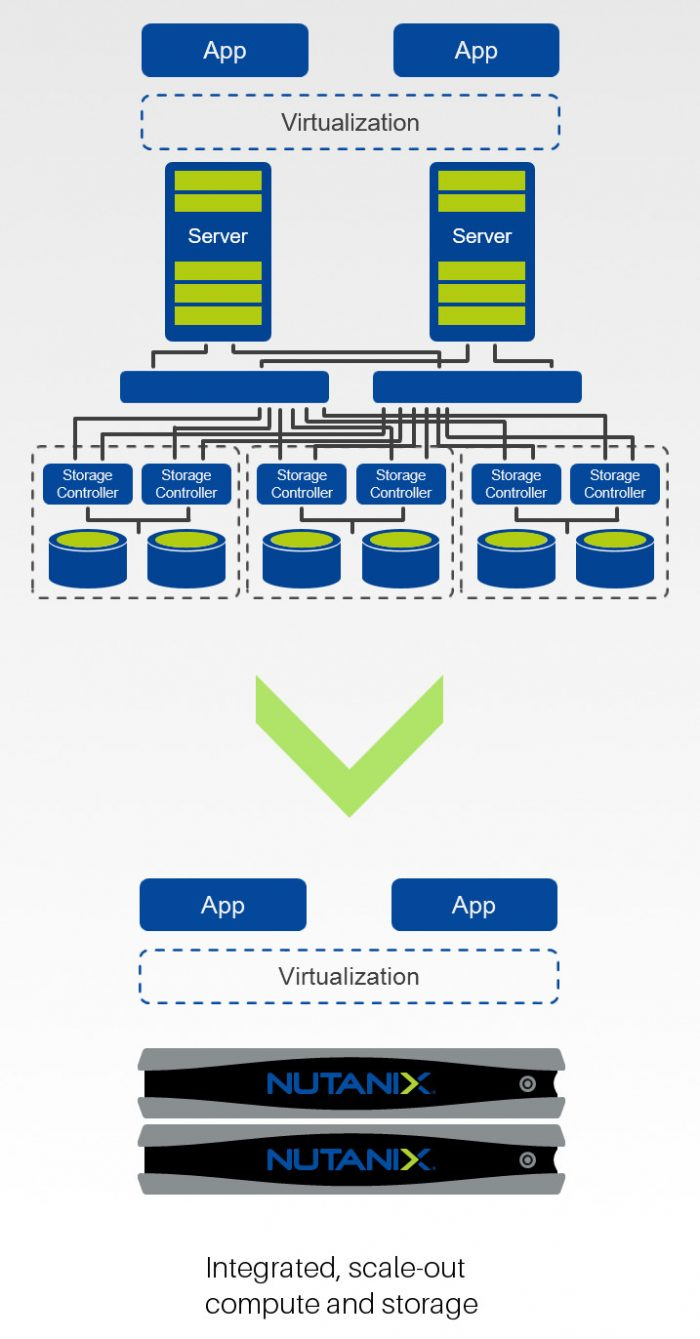 App App
Virtualization
Server Server
Storage Controller Storage Controller Storage Controller Storage Controller Storage Controller Storage Controller
App App
Virtualization
NUTANIX
NUTANIX
Integrated, scale-out
compute and storage